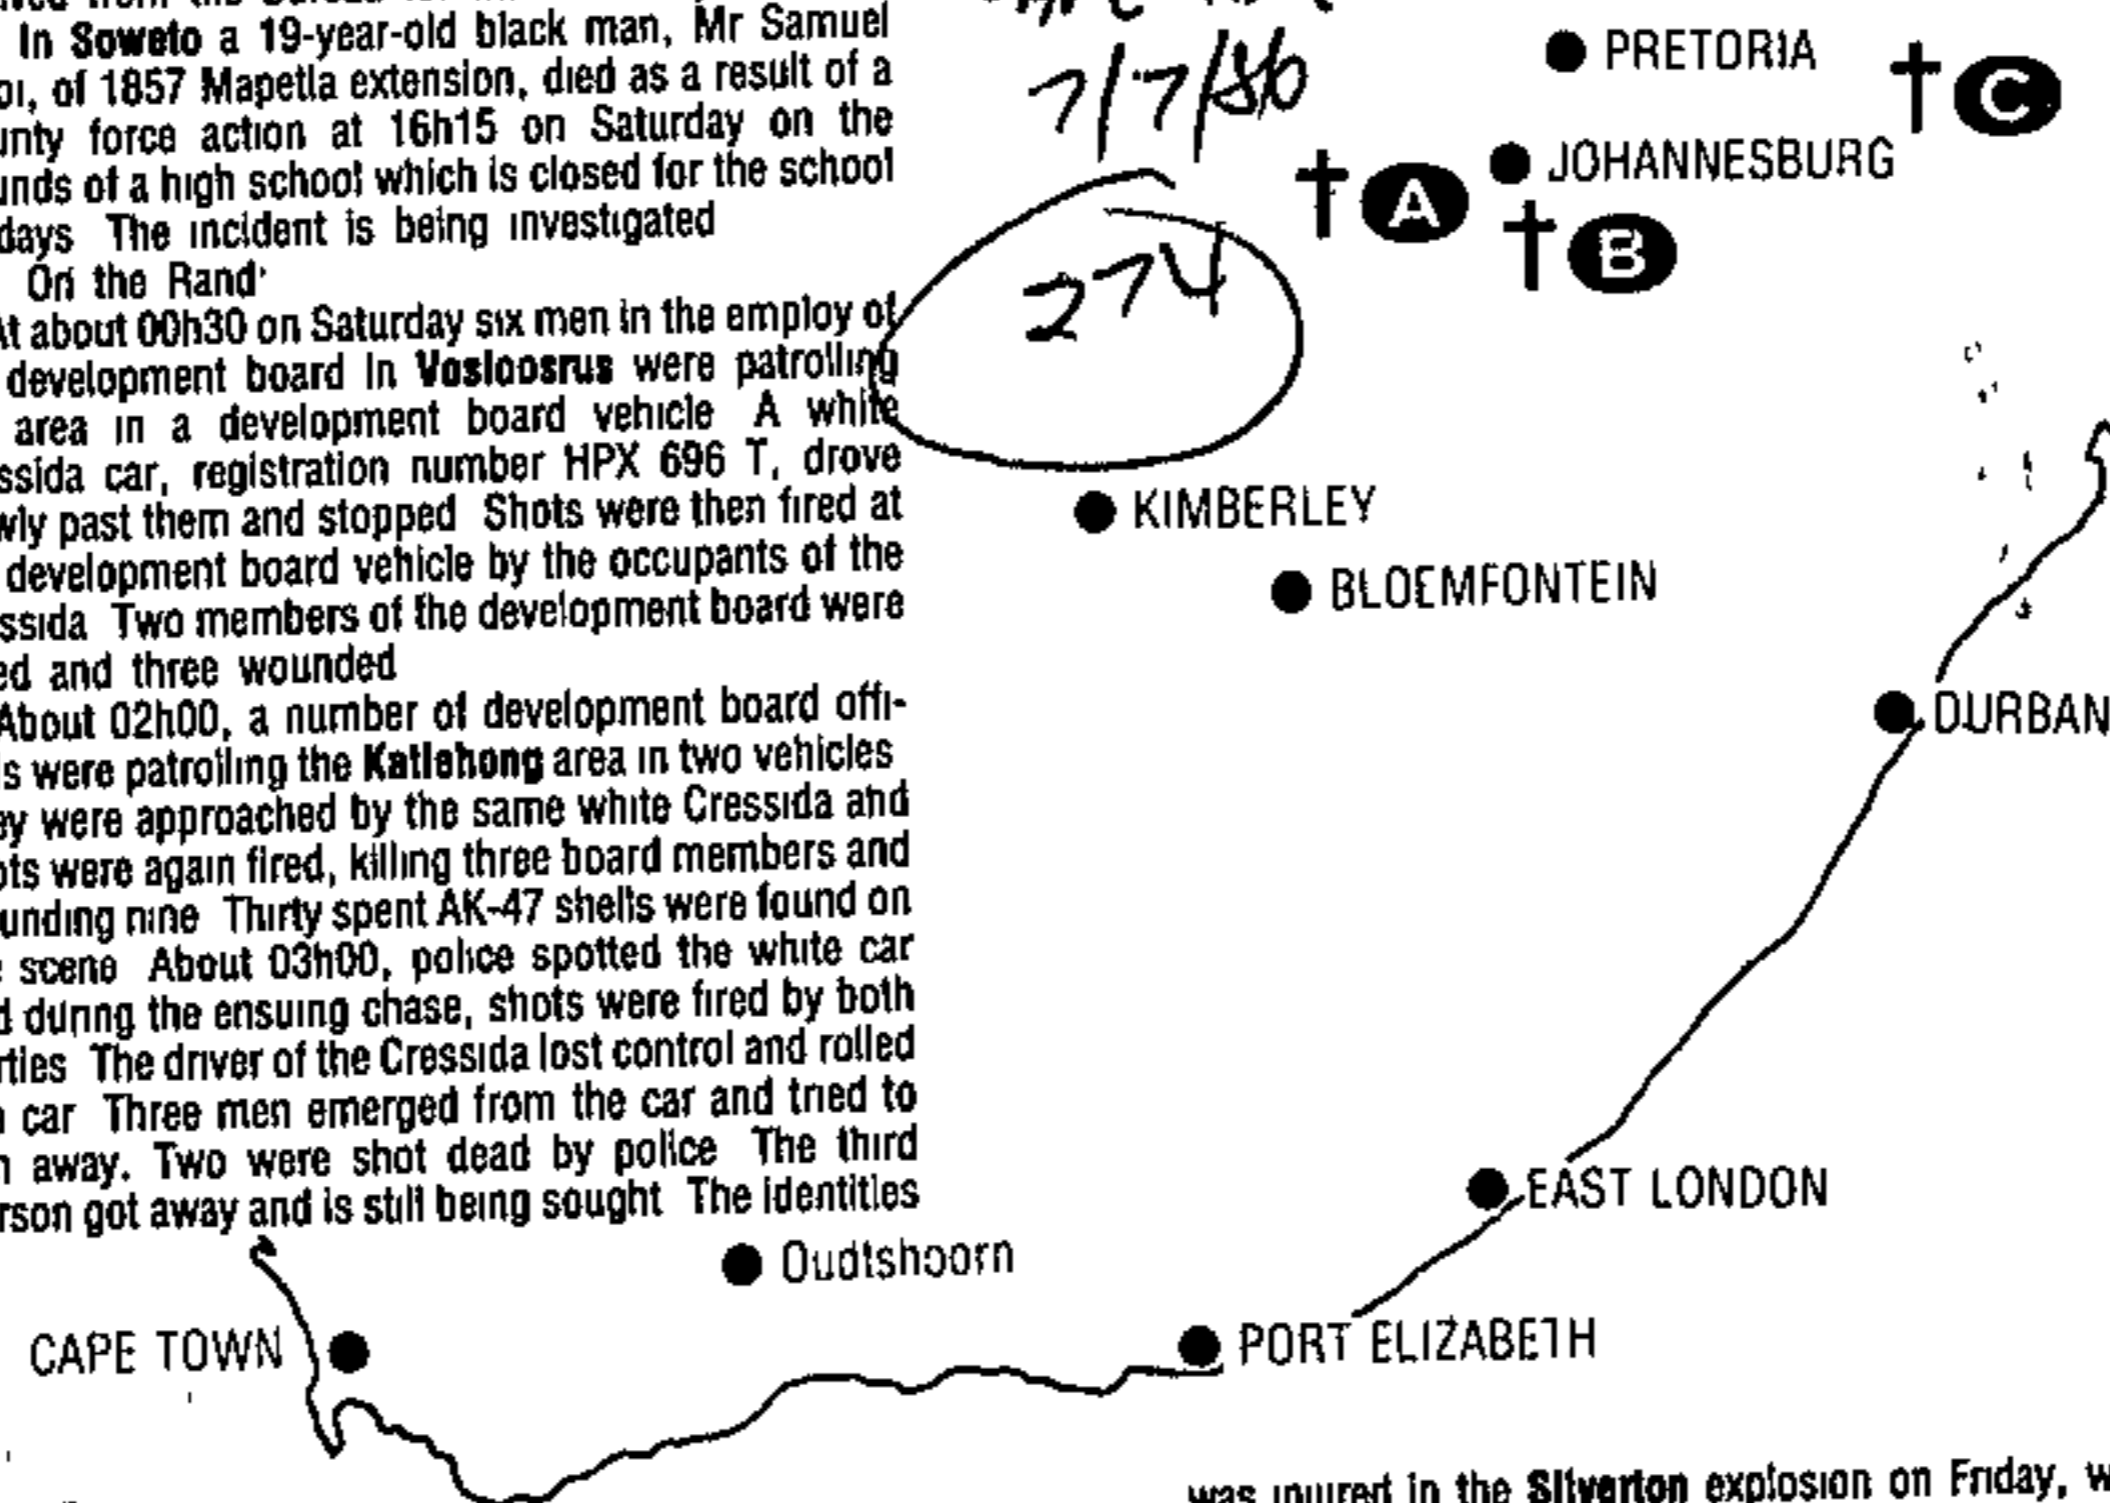 In Soweto a 19-year-old black man, Mr Samuel
of 1857 Mapetla extension, died as a result of a
force action at 16h15 on Saturday on the
of a high school which is closed for the school
days The incident is being investigated
On the Rand
At about 00h30 on Saturday six men in the employ of
development board in Vosloosrus were patrolling
area in a development board vehicle A white
ssida car, registration number HPX 696 T, drove
wly past them and stopped Shots were then fired at
development board vehicle by the occupants of the
ssida Two members of the development board were
ed and three wounded
About 02h00, a number of development board offi-
ls were patrolling the Katlehong area in two vehicles
ey were approached by the same white Cressida and
ots were again fired, killing three board members and
unding nine Thirty spent AK-47 shells were found on
scene About 03h00, police spotted the white car
d during the ensuing chase, shots were fired by both
rties The driver of the Cressida lost control and rolled
car Three men emerged from the car and tried to
n away. Two were shot dead by police The third
rson got away and is still being sought The identities
7/7/86
274
PRETORIA
† C
JOHANNESBURG
† A
† B
KIMBERLEY
BLOEMFONTEIN
DURBAN
EAST LONDON
Oudtshoorn
PORT ELIZABETH
CAPE TOWN
was injured in the Silverton explosion on Friday, w